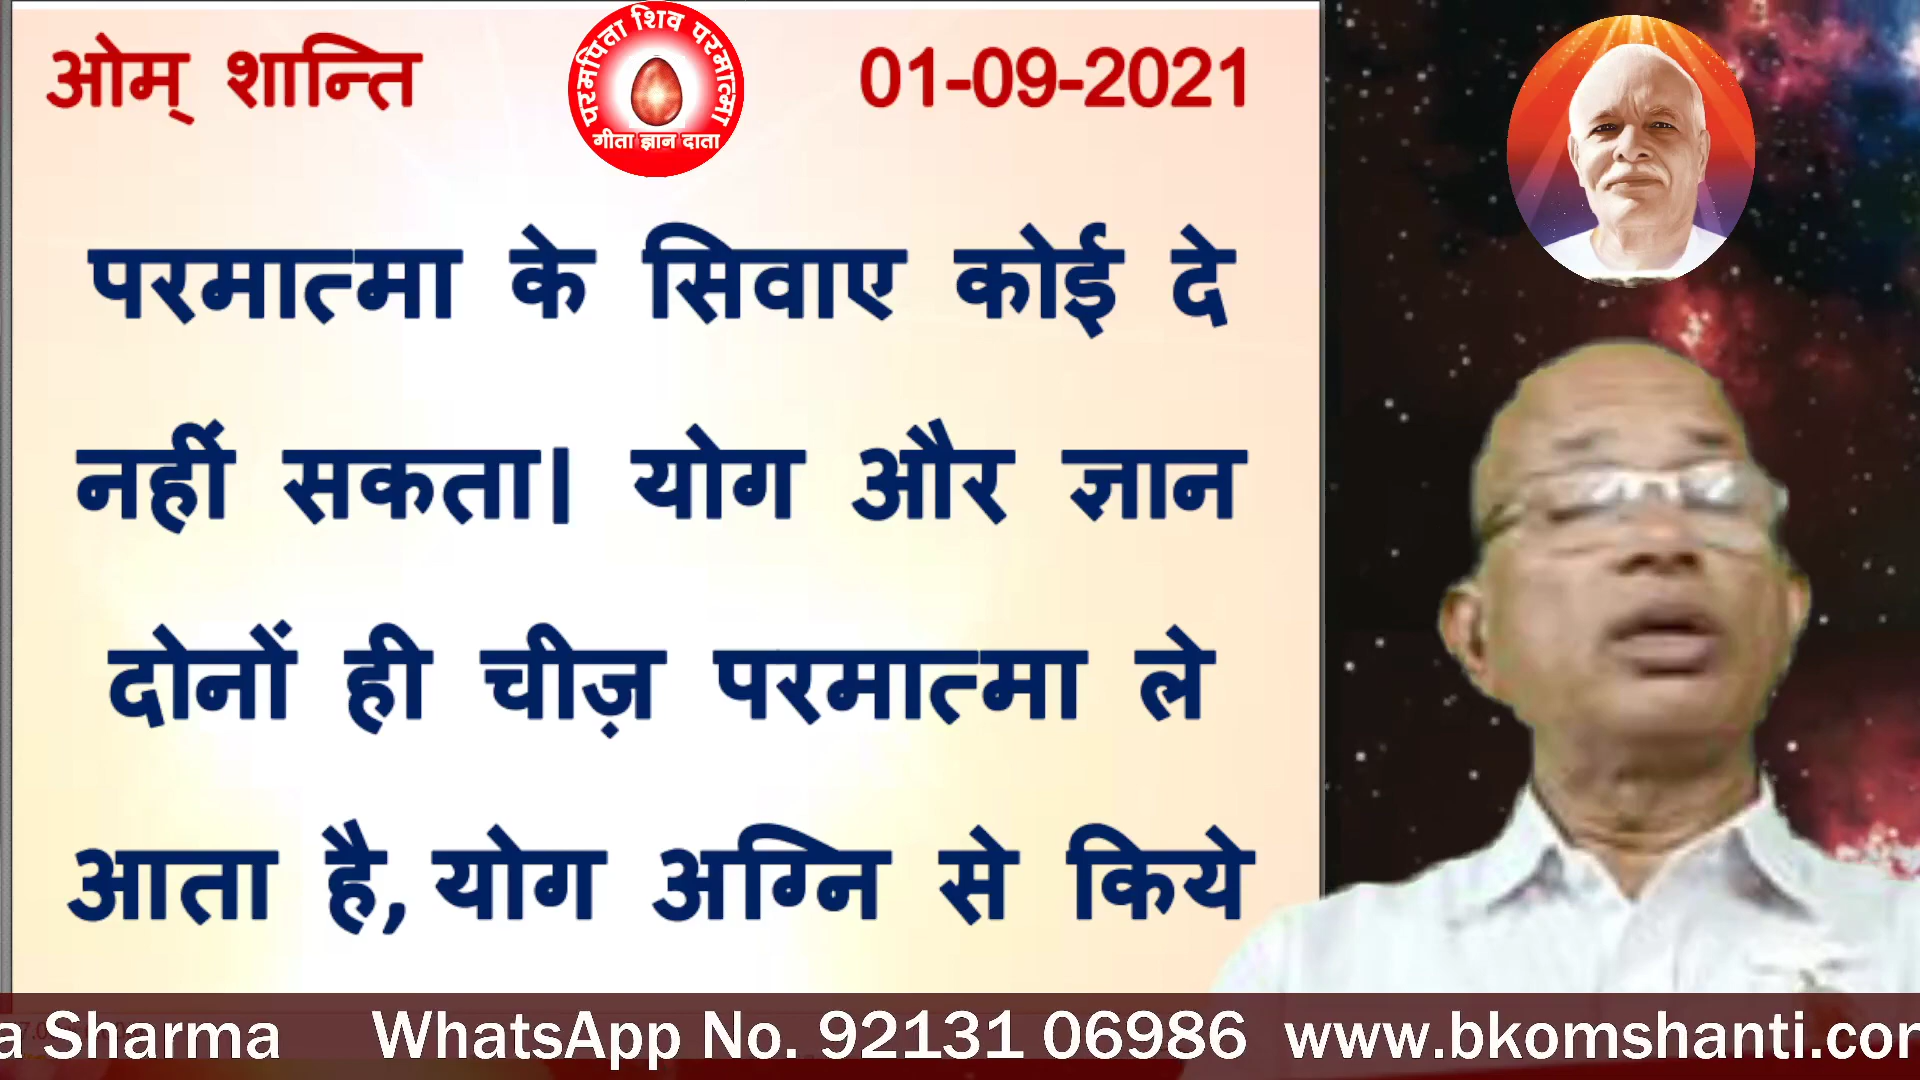 ओम् शान्ति
परमपिता शिव परमात्मा
गीता ज्ञान दाता
01-09-2021
परमात्मा के सिवाए कोई दे
नहीं सकता। योग और ज्ञान
दोनों ही चीज़ परमात्मा ले
आता है, योग अग्नि से किये
a Sharma WhatsApp No. 92131 06986 www.bkomshanti.con